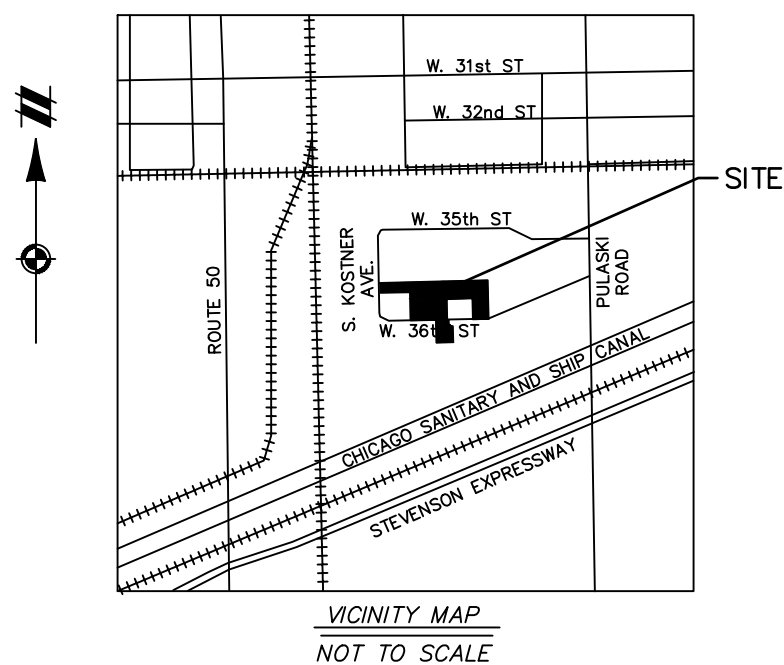 W. 31st ST
W. 32nd ST
SITE
W. 35th ST
S. KOSTNER
AVE.
PULASKI
ROAD
ROUTE 50
W. 36th ST
CHICAGO SANITARY AND SHIP CANAL
STEVENSON EXPRESSWAY
VICINITY MAP
NOT TO SCALE